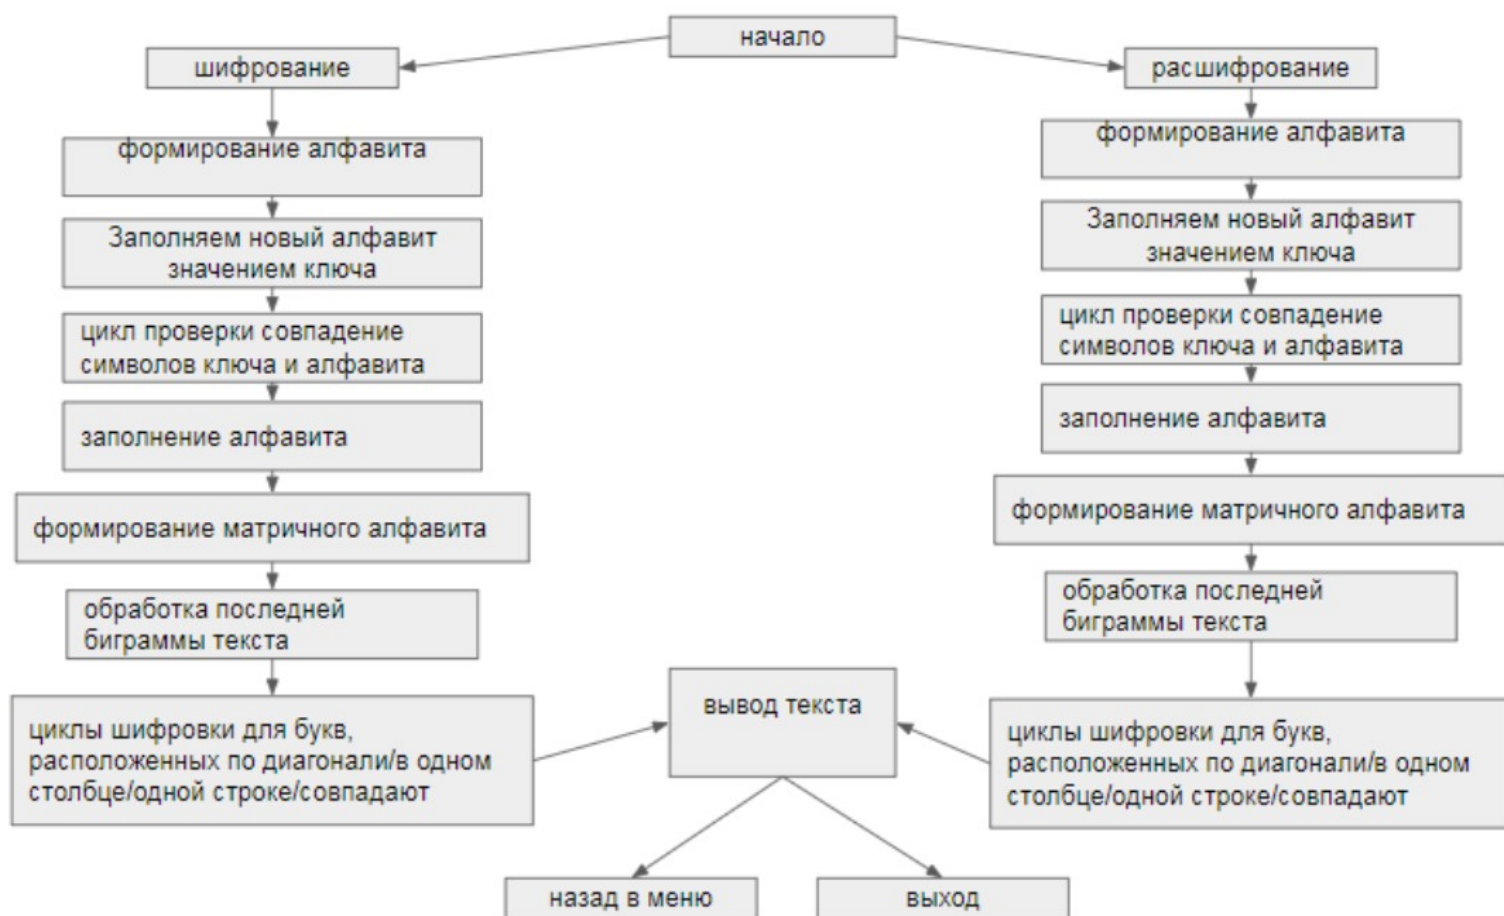 начало
шифрование
формирование алфавита
Заполняем новый алфавит
значением ключа
цикл проверки совпадение
символов ключа и алфавита
заполнение алфавита
формирование матричного алфавита
обработка последней
биграммы текста
циклы шифровки для букв,
расположенных по диагонали/в одном
столбце/одной строке/совпадают
расшифрование
формирование алфавита
Заполняем новый алфавит
значением ключа
цикл проверки совпадение
символов ключа и алфавита
заполнение алфавита
формирование матричного алфавита
обработка последней
биграммы текста
циклы шифровки для букв,
расположенных по диагонали/в одном
столбце/одной строке/совпадают
вывод текста
назад в меню
выход